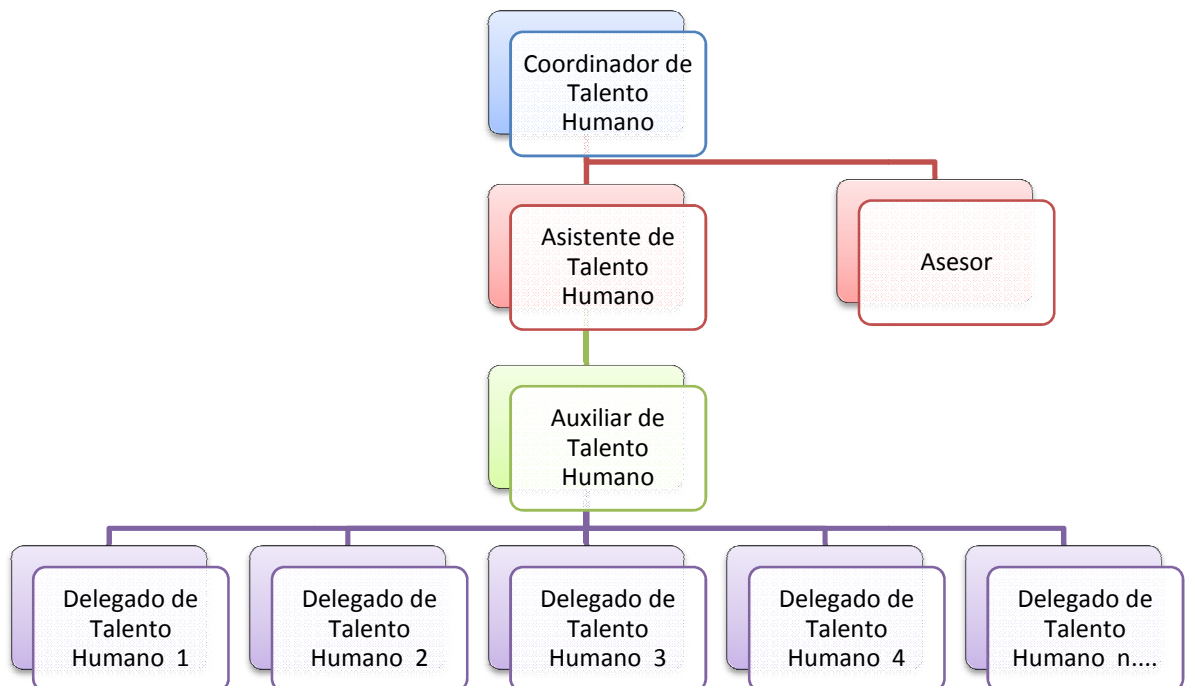 Coordinador de
Talento
Humano
Asistente de
Talento
Humano
Asesor
Auxiliar de
Talento
Humano
Delegado de
Talento
Humano 1
Delegado de
Talento
Humano 2
Delegado de
Talento
Humano 3
Delegado de
Talento
Humano 4
Delegado de
Talento
Humano n....